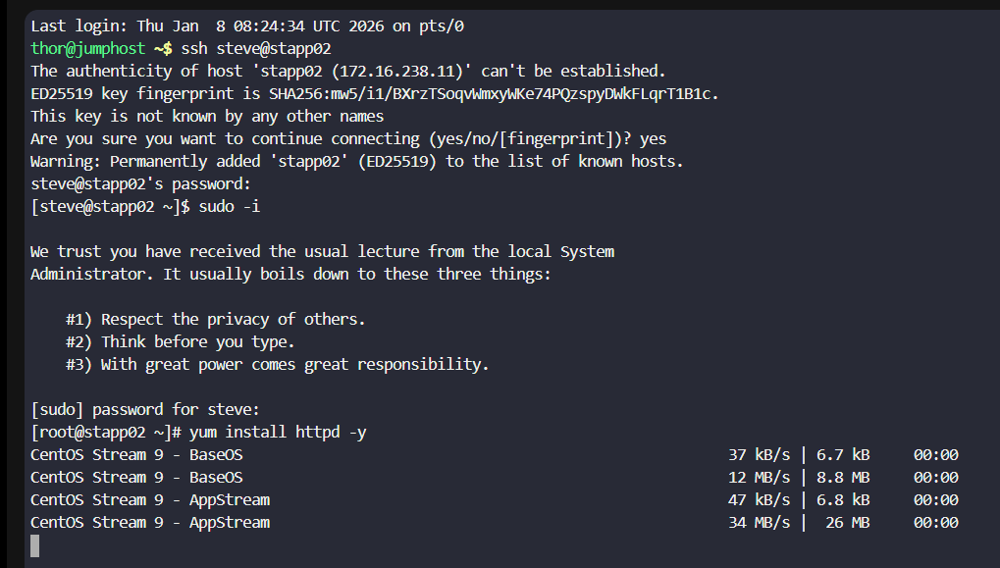 Last login: Thu Jan  8 08:24:34 UTC 2026 on pts/0
thor@jumphost ~$ ssh steve@stapp02
The authenticity of host 'stapp02 (172.16.238.11)' can't be established.
ED25519 key fingerprint is SHA256:mw5/i1/BXrzTSoqvWmxyWKe74PQzspyDWkFLqrT1B1c.
This key is not known by any other names
Are you sure you want to continue connecting (yes/no/[fingerprint])? yes
Warning: Permanently added 'stapp02' (ED25519) to the list of known hosts.
steve@stapp02's password:
[steve@stapp02 ~]$ sudo -i
We trust you have received the usual lecture from the local System
Administrator. It usually boils down to these three things:
    #1) Respect the privacy of others.
    #2) Think before you type.
    #3) With great power comes great responsibility.
[sudo] password for steve:
[root@stapp02 ~]# yum install httpd -y
CentOS Stream 9 - BaseOS                                                       37 kB/s | 6.7 kB     00:00
CentOS Stream 9 - BaseOS                                                       12 MB/s | 8.8 MB     00:00
CentOS Stream 9 - AppStream                                                    47 kB/s | 6.8 kB     00:00
CentOS Stream 9 - AppStream                                                    34 MB/s |  26 MB     00:00